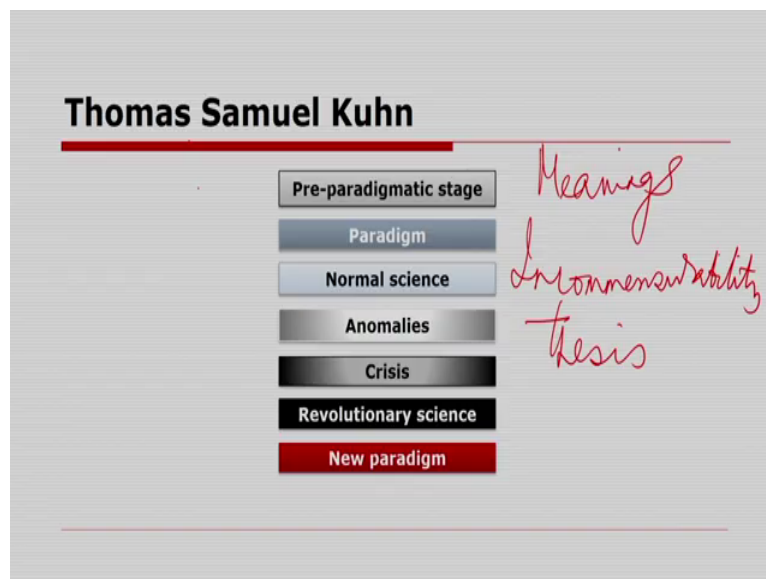 Thomas Samuel Kuhn
Pre-paradigmatic stage
Paradigm
Normal science
Anomalies
Crisis
Revolutionary science
New paradigm
Meanings
Incommensurability
Thesis